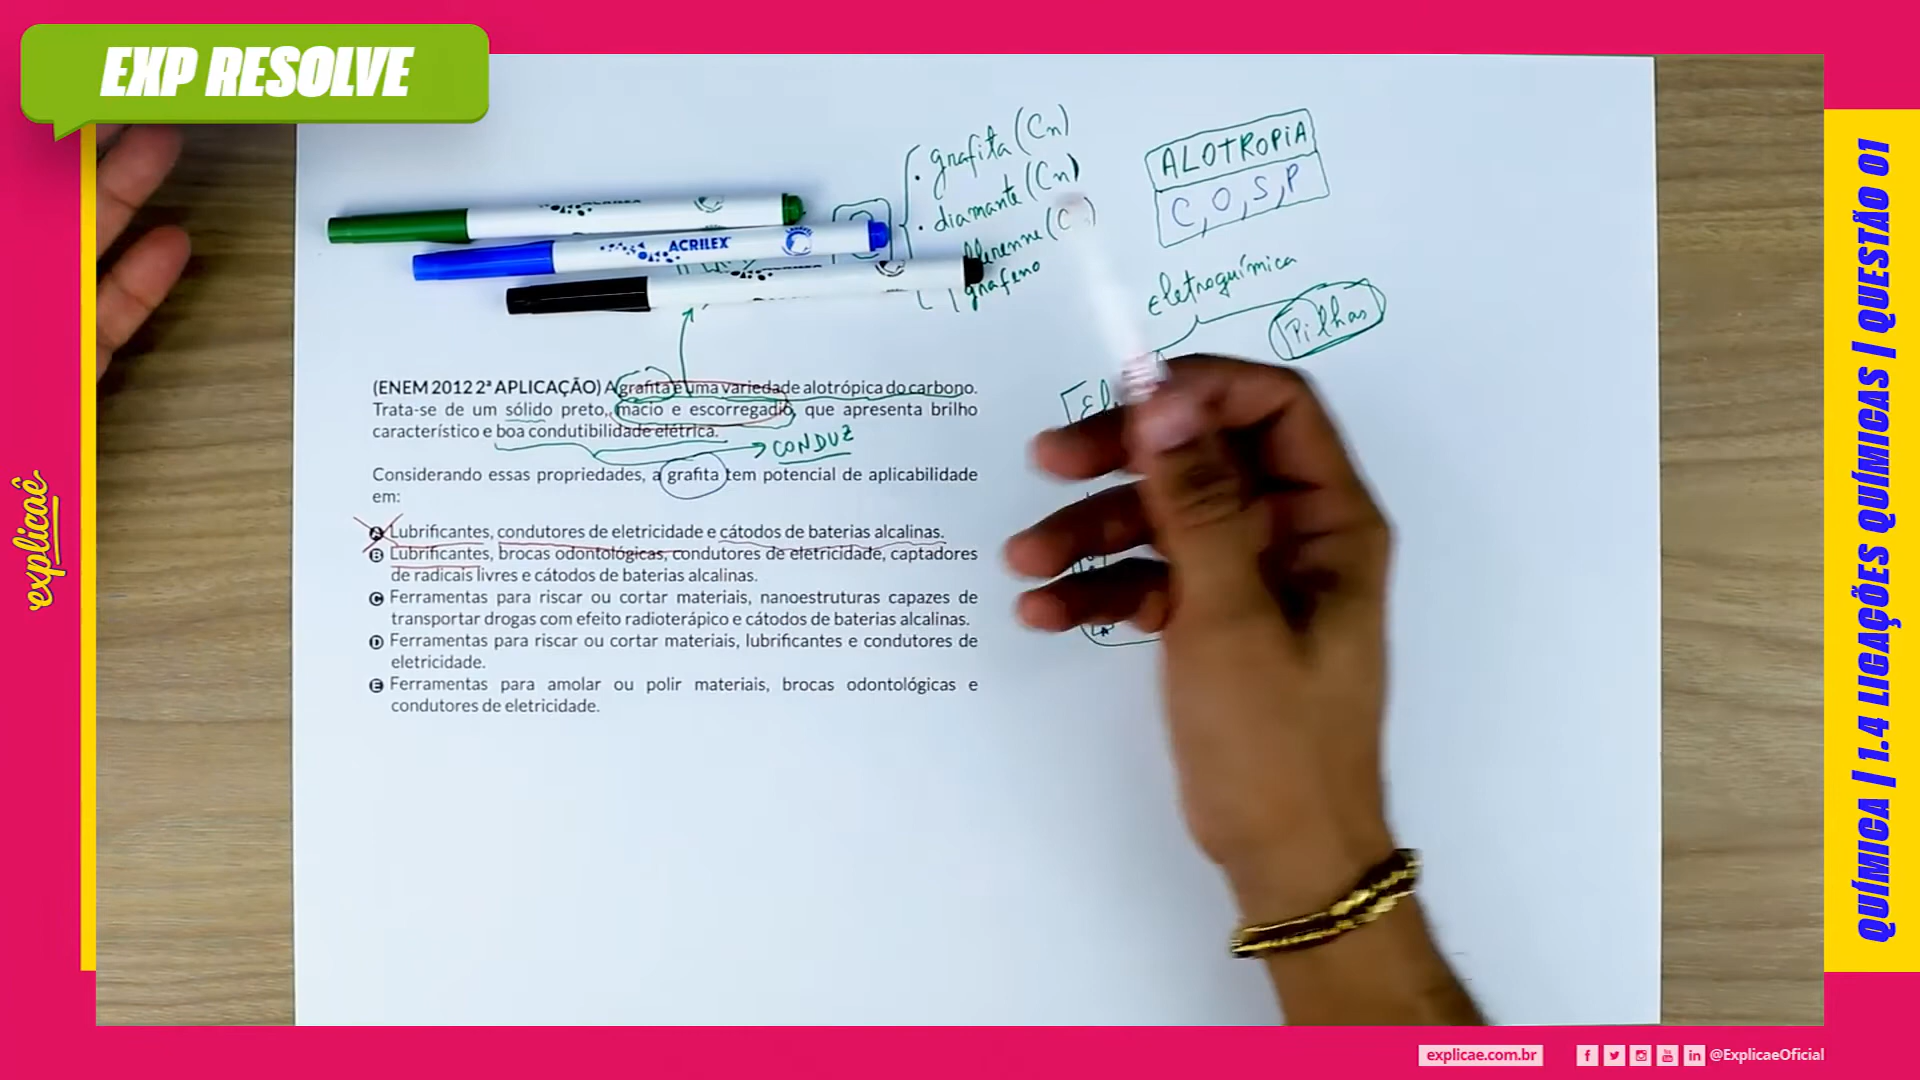 EXP RESOLVE
• grafita (Cn)
• diamante (Cn)
grafeno
ALOTROPIA
C, O, S, P
Eletroquímica
Pilhas
ACRILEX
(ENEM 2012 2ª APLICAÇÃO) A grafita é uma variedade alotrópica do carbono.
Trata-se de um sólido preto, macio e escorregadio, que apresenta brilho
característico e boa condutibilidade elétrica.
CONDUZ
Considerando essas propriedades, a grafita tem potencial de aplicabilidade
em:
A Lubrificantes, condutores de eletricidade e cátodos de baterias alcalinas.
B Lubrificantes, brocas odontológicas, condutores de eletricidade, captadores
de radicais livres e cátodos de baterias alcalinas.
C Ferramentas para riscar ou cortar materiais, nanoestruturas capazes de
transportar drogas com efeito radioterápico e cátodos de baterias alcalinas.
D Ferramentas para riscar ou cortar materiais, lubrificantes e condutores de
eletricidade.
E Ferramentas para amolar ou polir materiais, brocas odontológicas e
condutores de eletricidade.
explicaê
QUÍMICA | 1.4 LIGAÇÕES QUÍMICAS | QUESTÃO 01
explicae.com.br
@ExplicaeOficial